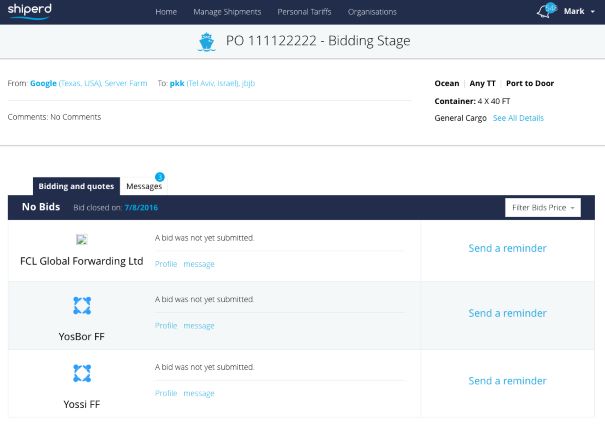 shiperd Home Manage Shipments Personal Tariffs Organisations Mark
PO 111122222 - Bidding Stage
From: Google (Texas, USA), Server Farm To: pkk (Tel Aviv, Israel), jbjb
Comments: No Comments
Ocean Any TT Port to Door
Container: 4 X 40 FT
General Cargo See All Details
Bidding and quotes Messages 3
No Bids Bid closed on: 7/8/2016 Filter Bids Price
FCL Global Forwarding Ltd
A bid was not yet submitted.
Profile message
Send a reminder
YosBor FF
A bid was not yet submitted.
Profile message
Send a reminder
Yossi FF
A bid was not yet submitted.
Profile message
Send a reminder